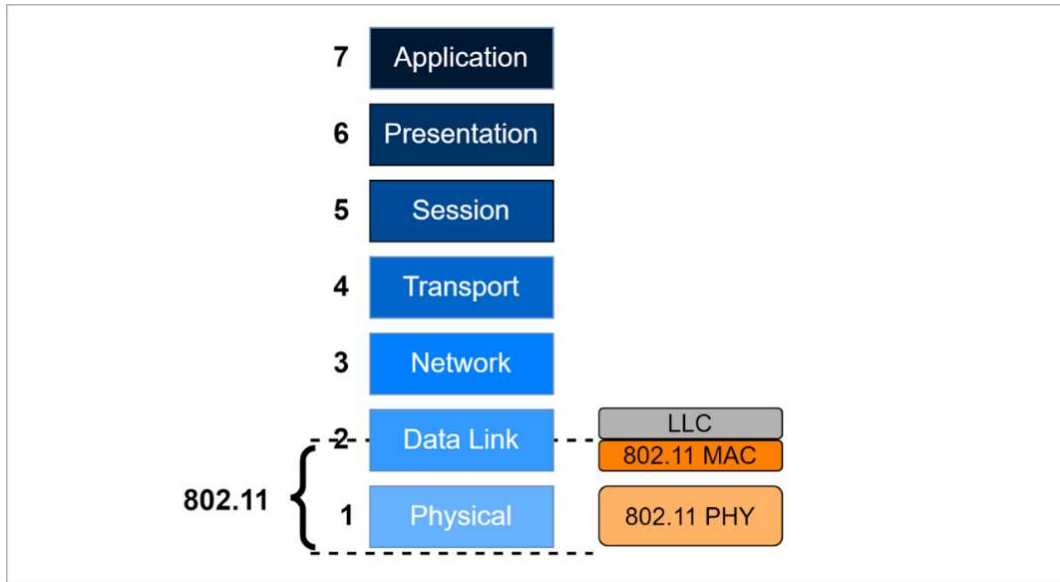 7 Application
6 Presentation
5 Session
4 Transport
3 Network
2 Data Link
LLC
802.11 MAC
802.11
1 Physical
802.11 PHY